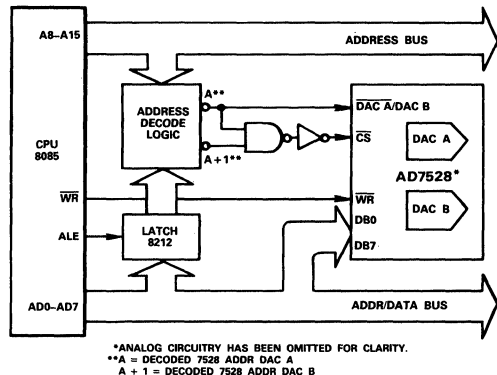 A8–A15
ADDRESS BUS
A**
ADDRESS
DECODE
LOGIC
DAC A/DAC B
CS
DAC A
CPU
8085
A + 1**
AD7528*
WR
WR
DAC B
DB0
LATCH
8212
ALE
DB7
AD0–AD7
ADDR/DATA BUS
*ANALOG CIRCUITRY HAS BEEN OMITTED FOR CLARITY.
**A = DECODED 7528 ADDR DAC A
A + 1 = DECODED 7528 ADDR DAC B